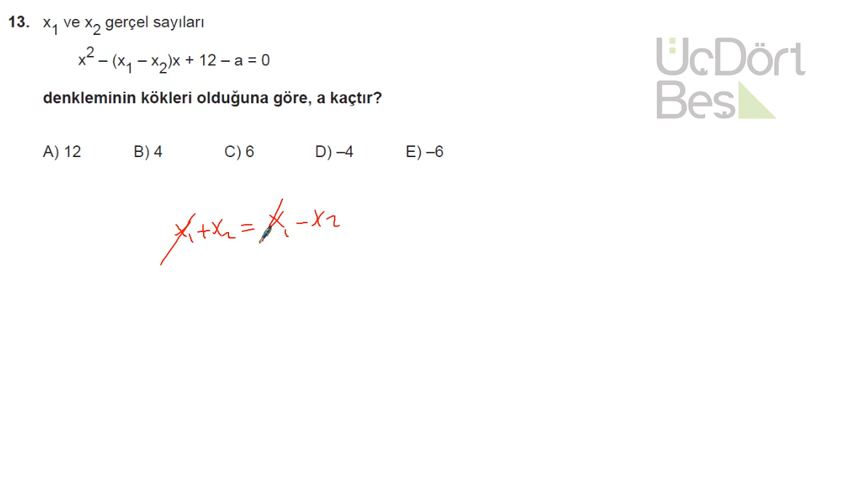 13. x₁ ve x₂ gerçel sayıları
x² – (x₁ – x₂)x + 12 – a = 0
denkleminin kökleri olduğuna göre, a kaçtır?
A) 12 B) 4 C) 6 D) –4 E) –6
x₁ + x₂ = x₁ – x₂
ÜçDört
Beş